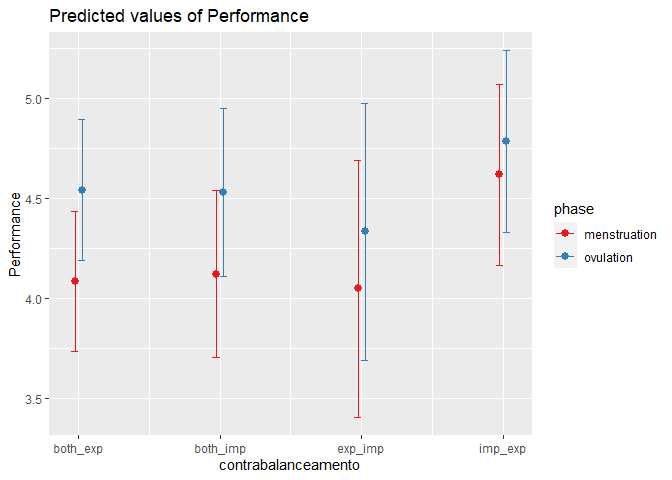 Predicted values of Performance
Performance
5.0
4.5
4.0
3.5
both_exp
both_imp
exp_imp
imp_exp
contrabalanceamento
phase
menstruation
ovulation